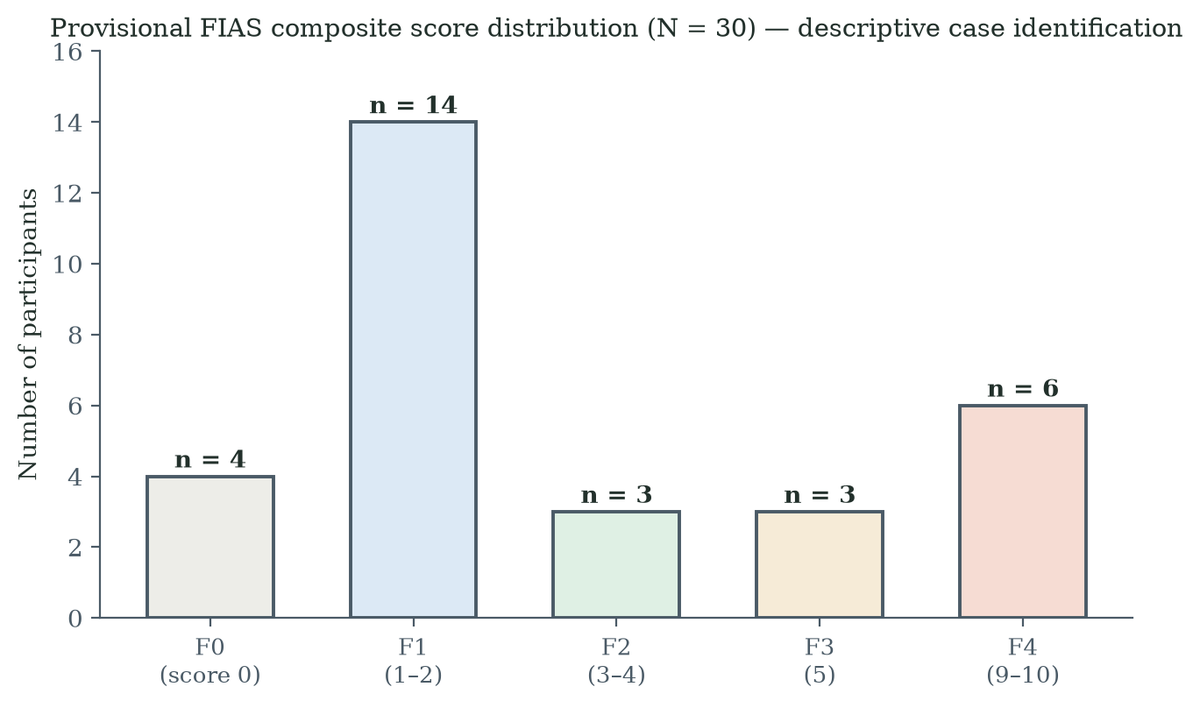 Provisional FIAS composite score distribution (N = 30) — descriptive case identification
Number of participants
16
14
12
10
8
6
4
2
0
n = 4
n = 14
n = 3
n = 3
n = 6
F0
(score 0)
F1
(1–2)
F2
(3–4)
F3
(5)
F4
(9–10)